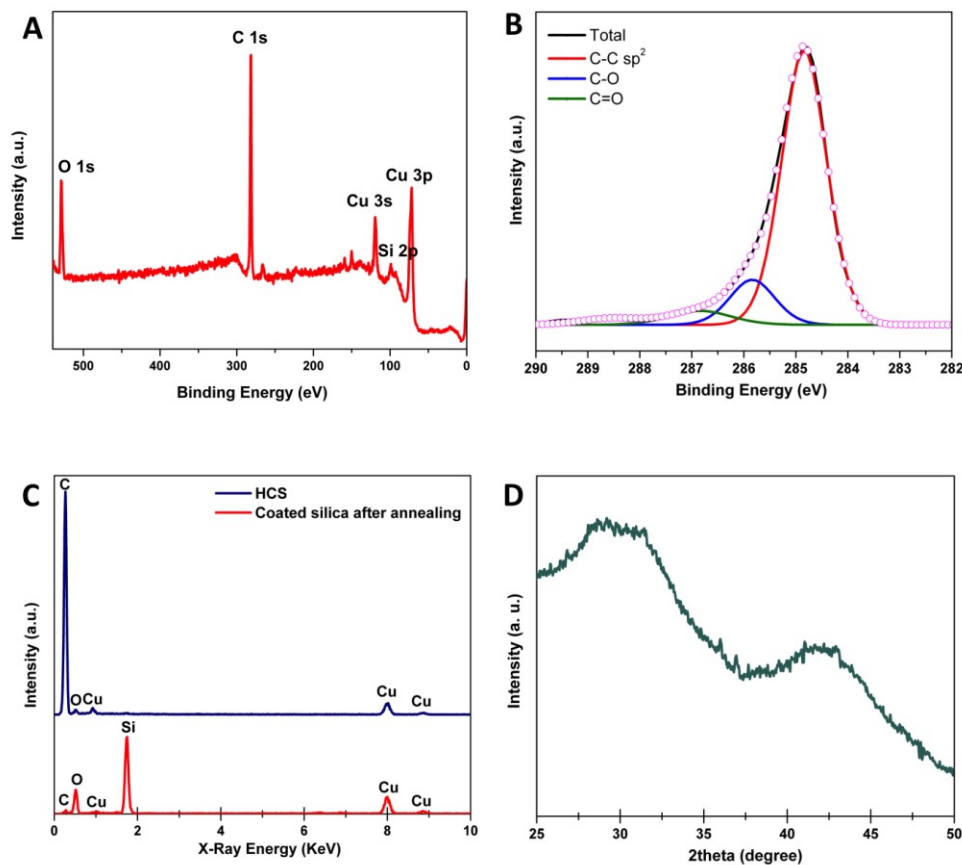 A
C 1s
O 1s
Cu 3p
Cu 3s
Si 2p
Intensity (a.u.)
500 400 300 200 100 0
Binding Energy (eV)
B
Total
C-C sp²
C-O
C=O
Intensity (a.u.)
290 289 288 287 286 285 284 283 282
Binding Energy (eV)
C
C
HCS
Coated silica after annealing
O Cu Cu Cu
Si
O
C Cu Cu Cu
Intensity (a.u.)
0 2 4 6 8 10
X-Ray Energy (KeV)
D
Intensity (a. u.)
25 30 35 40 45 50
2theta (degree)